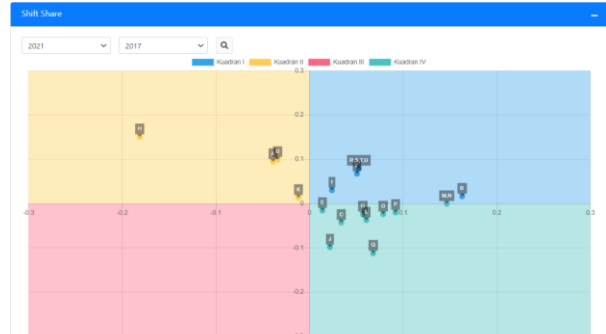 Shift Share
2021 2017
Kuadran I Kuadran II Kuadran III Kuadran IV
0.3
0.2
H
R,S,T,U
0.1
I
K
B
M,N
E
-0.3 -0.2 -0.1 0 0 0.1 0.2 0.3
C
O
P
L
J
Q
-0.1
-0.2